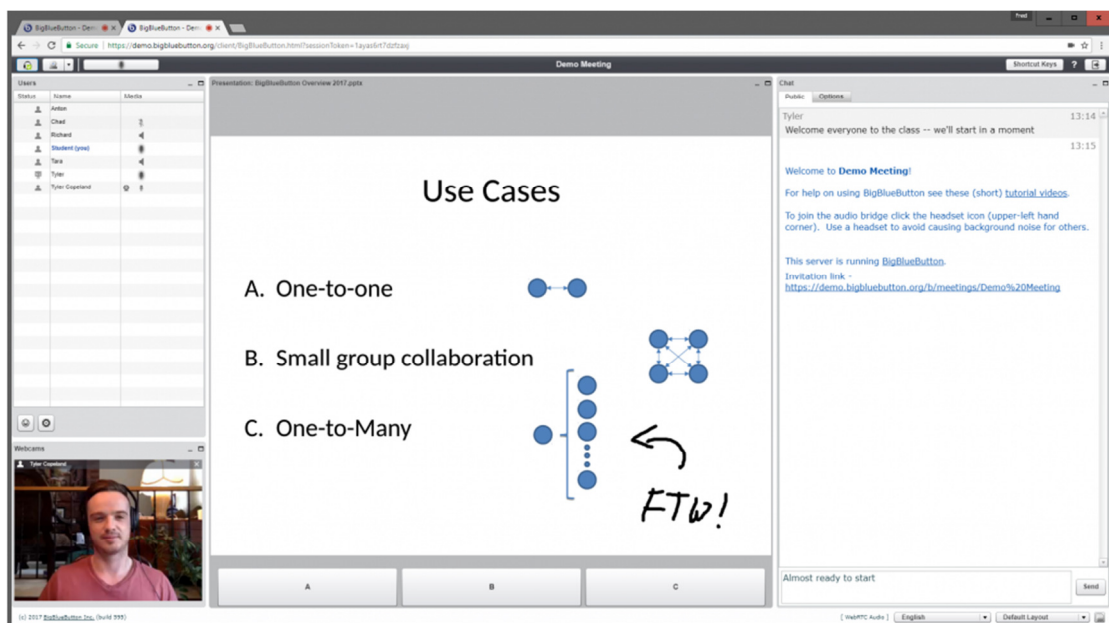 Fred
BigBlueButton - Dem
BigBlueButton - Dem
Secure
https://demo.bigbluebutton.org/client/BigBlueButton.html?sessionToken=
Demo Meeting
Shortcut Keys
?
Users
Status Name Media
Anton
Chad
Richard
Student (you)
Tara
Tyler
Tyler Copeland
Webcams
Tyler Copeland
Presentation: BigBlueButton Overview 2017.pptx
Use Cases
A. One-to-one
B. Small group collaboration
C. One-to-Many
FTW!
A
B
C
Chat
Public Options
Tyler 13:14
Welcome everyone to the class -- we'll start in a moment
13:15
Welcome to Demo Meeting!
For help on using BigBlueButton see these (short) tutorial videos.
To join the audio bridge click the headset icon (upper-left hand
corner). Use a headset to avoid causing background noise for others.
This server is running BigBlueButton.
Invitation link -
https://demo.bigbluebutton.org/b/meetings/Demo%20Meeting
Almost ready to start
Send
(c) 2017 BigBlueButton Inc. (build 399)
[ WebRTC Audio ] English Default Layout